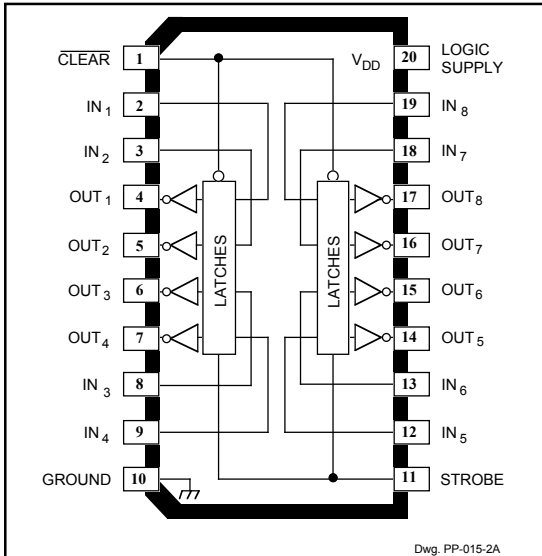 CLEAR 1
IN1 2
IN2 3
OUT1 4
OUT2 5
OUT3 6
OUT4 7
IN3 8
IN4 9
GROUND 10
LATCHES
LATCHES
VDD 20 LOGIC SUPPLY
19 IN8
18 IN7
17 OUT8
16 OUT7
15 OUT6
14 OUT5
13 IN6
12 IN5
11 STROBE
Dwg. PP-015-2A